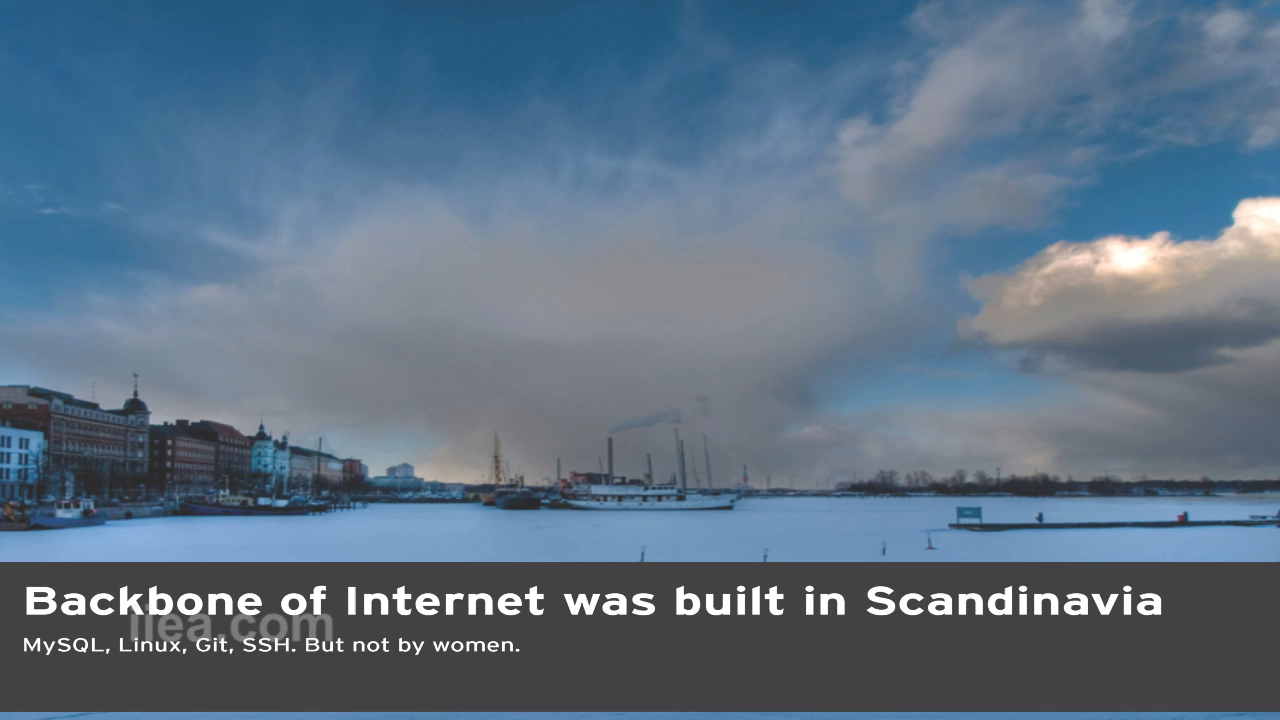 Backbone of Internet was built in Scandinavia
MySQL, Linux, Git, SSH. But not by women.